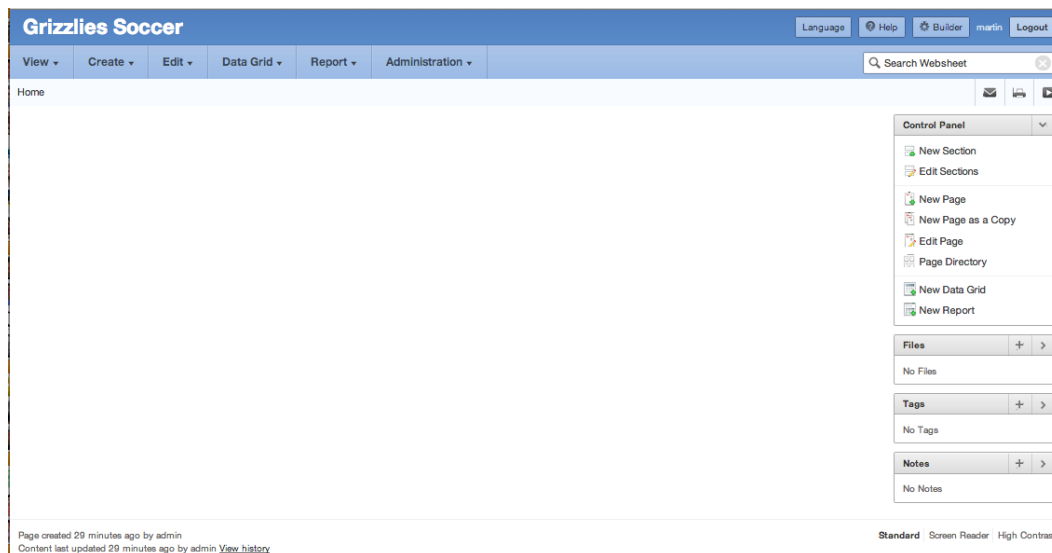 Grizzlies Soccer
Language Help Builder martin Logout
View Create Edit Data Grid Report Administration
Search Websheet
Home
Control Panel
New Section
Edit Sections
New Page
New Page as a Copy
Edit Page
Page Directory
New Data Grid
New Report
Files
No Files
Tags
No Tags
Notes
No Notes
Page created 29 minutes ago by admin
Content last updated 29 minutes ago by admin View history
Standard Screen Reader High Contras